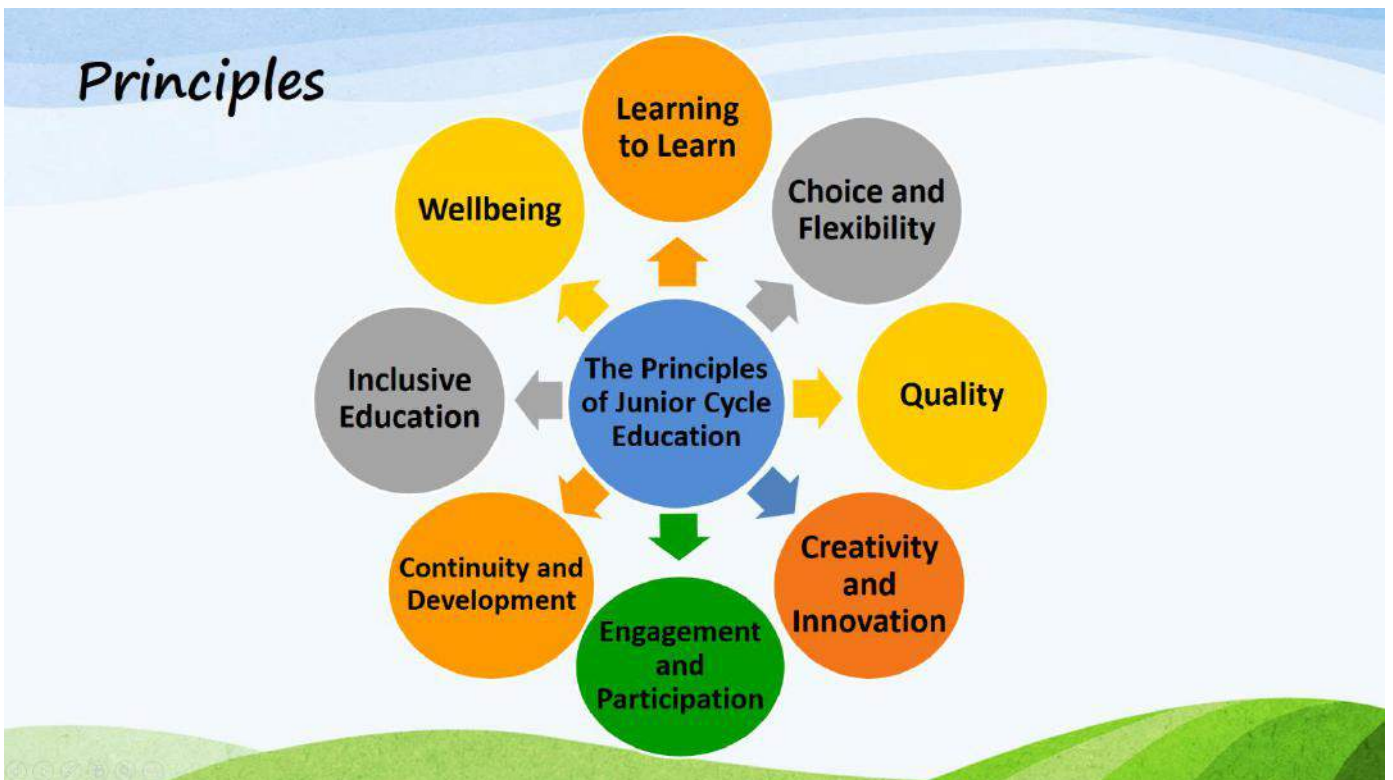 Principles
Learning
to Learn
Choice and
Flexibility
Quality
Creativity
and
Innovation
Engagement
and
Participation
Continuity and
Development
Inclusive
Education
Wellbeing
The Principles
of Junior Cycle
Education